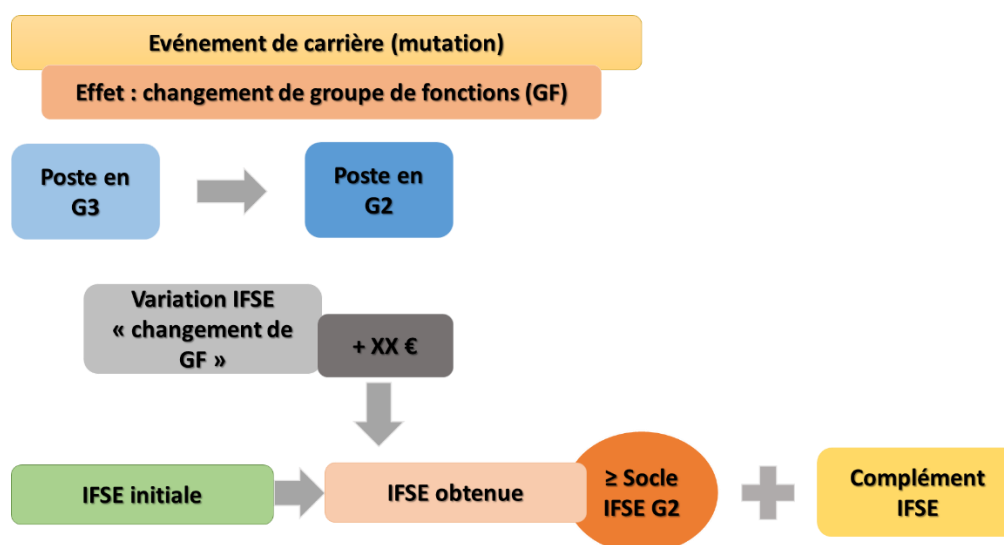 Evénement de carrière (mutation)
Effet : changement de groupe de fonctions (GF)
Poste en
G3
Poste en
G2
Variation IFSE
« changement de
GF »
+ XX €
IFSE initiale
IFSE obtenue
≥ Socle
IFSE G2
Complément
IFSE